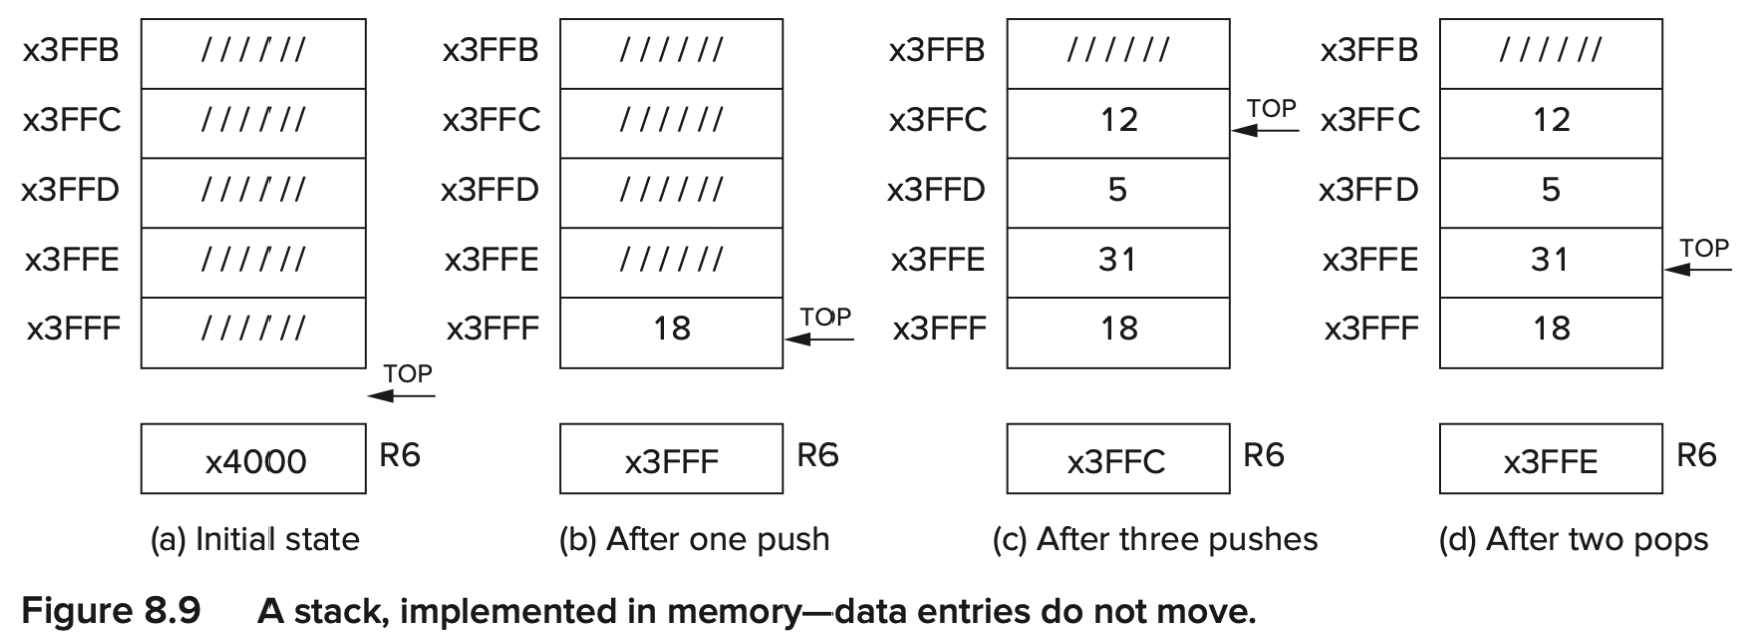 x3FFB ////// x3FFB ////// x3FFB ////// x3FFB //////
x3FFC ////// x3FFC ////// x3FFC 12 TOP x3FFC 12
x3FFD ////// x3FFD ////// x3FFD 5 x3FFD 5
x3FFE ////// x3FFE ////// x3FFE 31 x3FFE 31 TOP
x3FFF ////// x3FFF 18 TOP x3FFF 18 x3FFF 18
TOP
x4000 R6 x3FFF R6 x3FFC R6 x3FFE R6
(a) Initial state (b) After one push (c) After three pushes (d) After two pops
Figure 8.9 A stack, implemented in memory—data entries do not move.